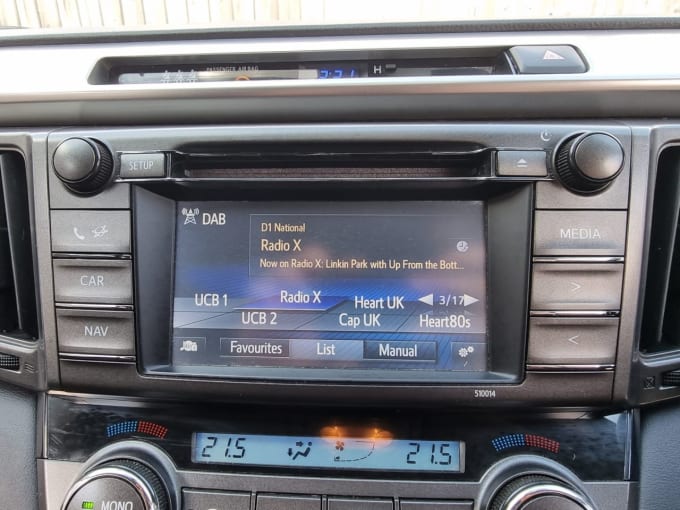 PASSENGER AIRBAG
H
SETUP
DAB
D1 National
Radio X
Now on Radio X: Linkin Park with Up From the Bott...
MEDIA
CAR
NAV
UCB 1 Radio X Heart UK 3/17
UCB 2 Cap UK Heart80s
Favourites List Manual
510014
21.5 21.5
MONO